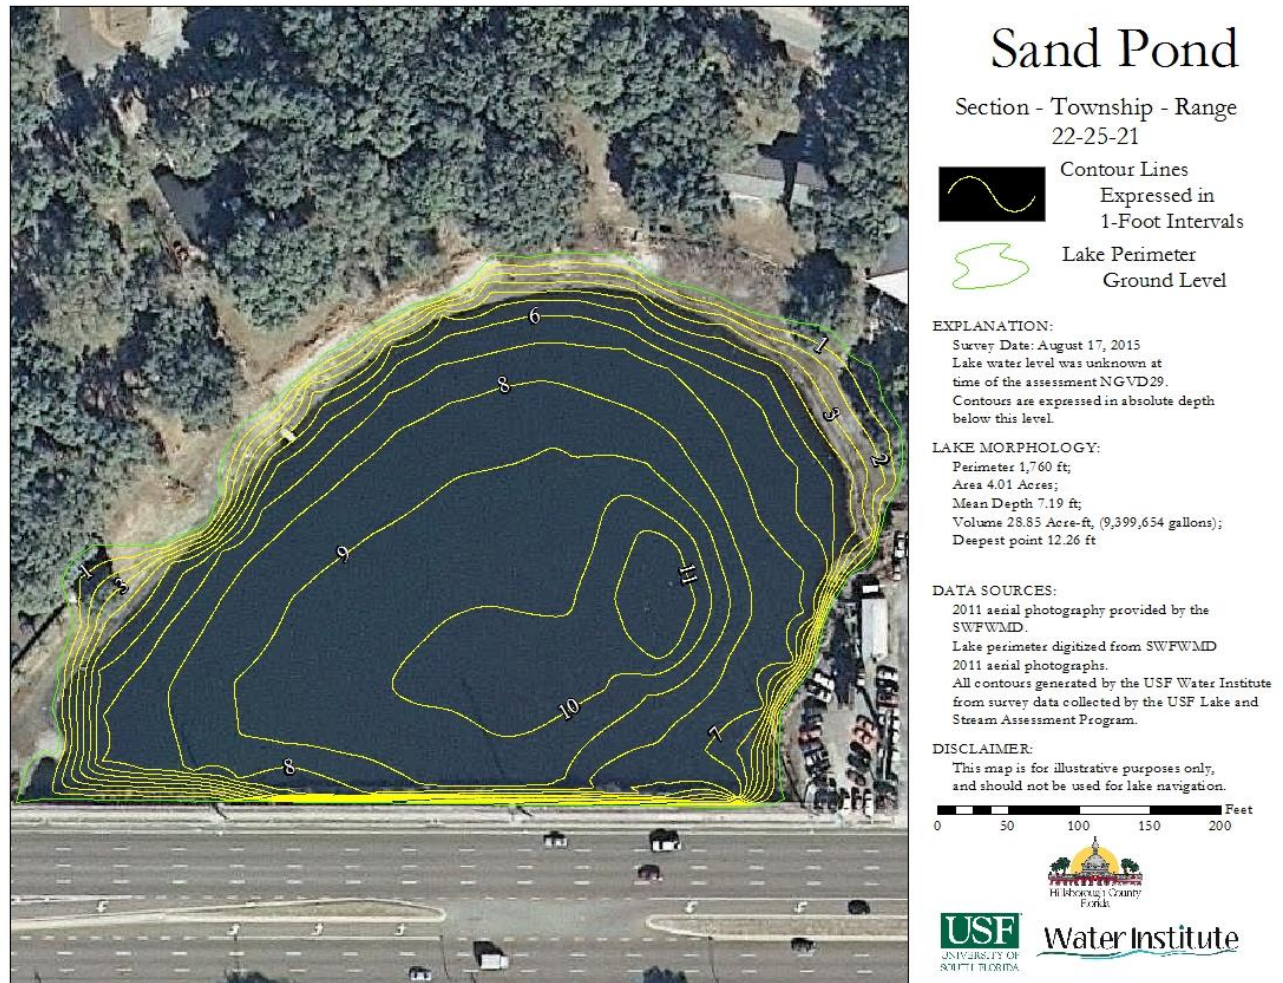 Sand Pond
Section - Township - Range
22-25-21
Contour Lines
Expressed in
1-Foot Intervals
Lake Perimeter
Ground Level
EXPLANATION:
Survey Date: August 17, 2015
Lake water level was unknown at
time of the assessment NGVD29.
Contours are expressed in absolute depth
below this level.
LAKE MORPHOLOGY:
Perimeter 1,760 ft;
Area 4.01 Acres;
Mean Depth 7.19 ft;
Volume 28.85 Acre-ft, (9,399,654 gallons);
Deepest point 12.26 ft
DATA SOURCES:
2011 aerial photography provided by the
SWFWMD.
Lake perimeter digitized from SWFWMD
2011 aerial photographs.
All contours generated by the USF Water Institute
from survey data collected by the USF Lake and
Stream Assessment Program.
DISCLAIMER:
This map is for illustrative purposes only,
and should not be used for lake navigation.
Feet
0 50 100 150 200
Hillsborough County
Florida
USF
UNIVERSITY OF
SOUTH FLORIDA
Water Institute
6
1
8
3
2
9
11
1
3
10
7
8